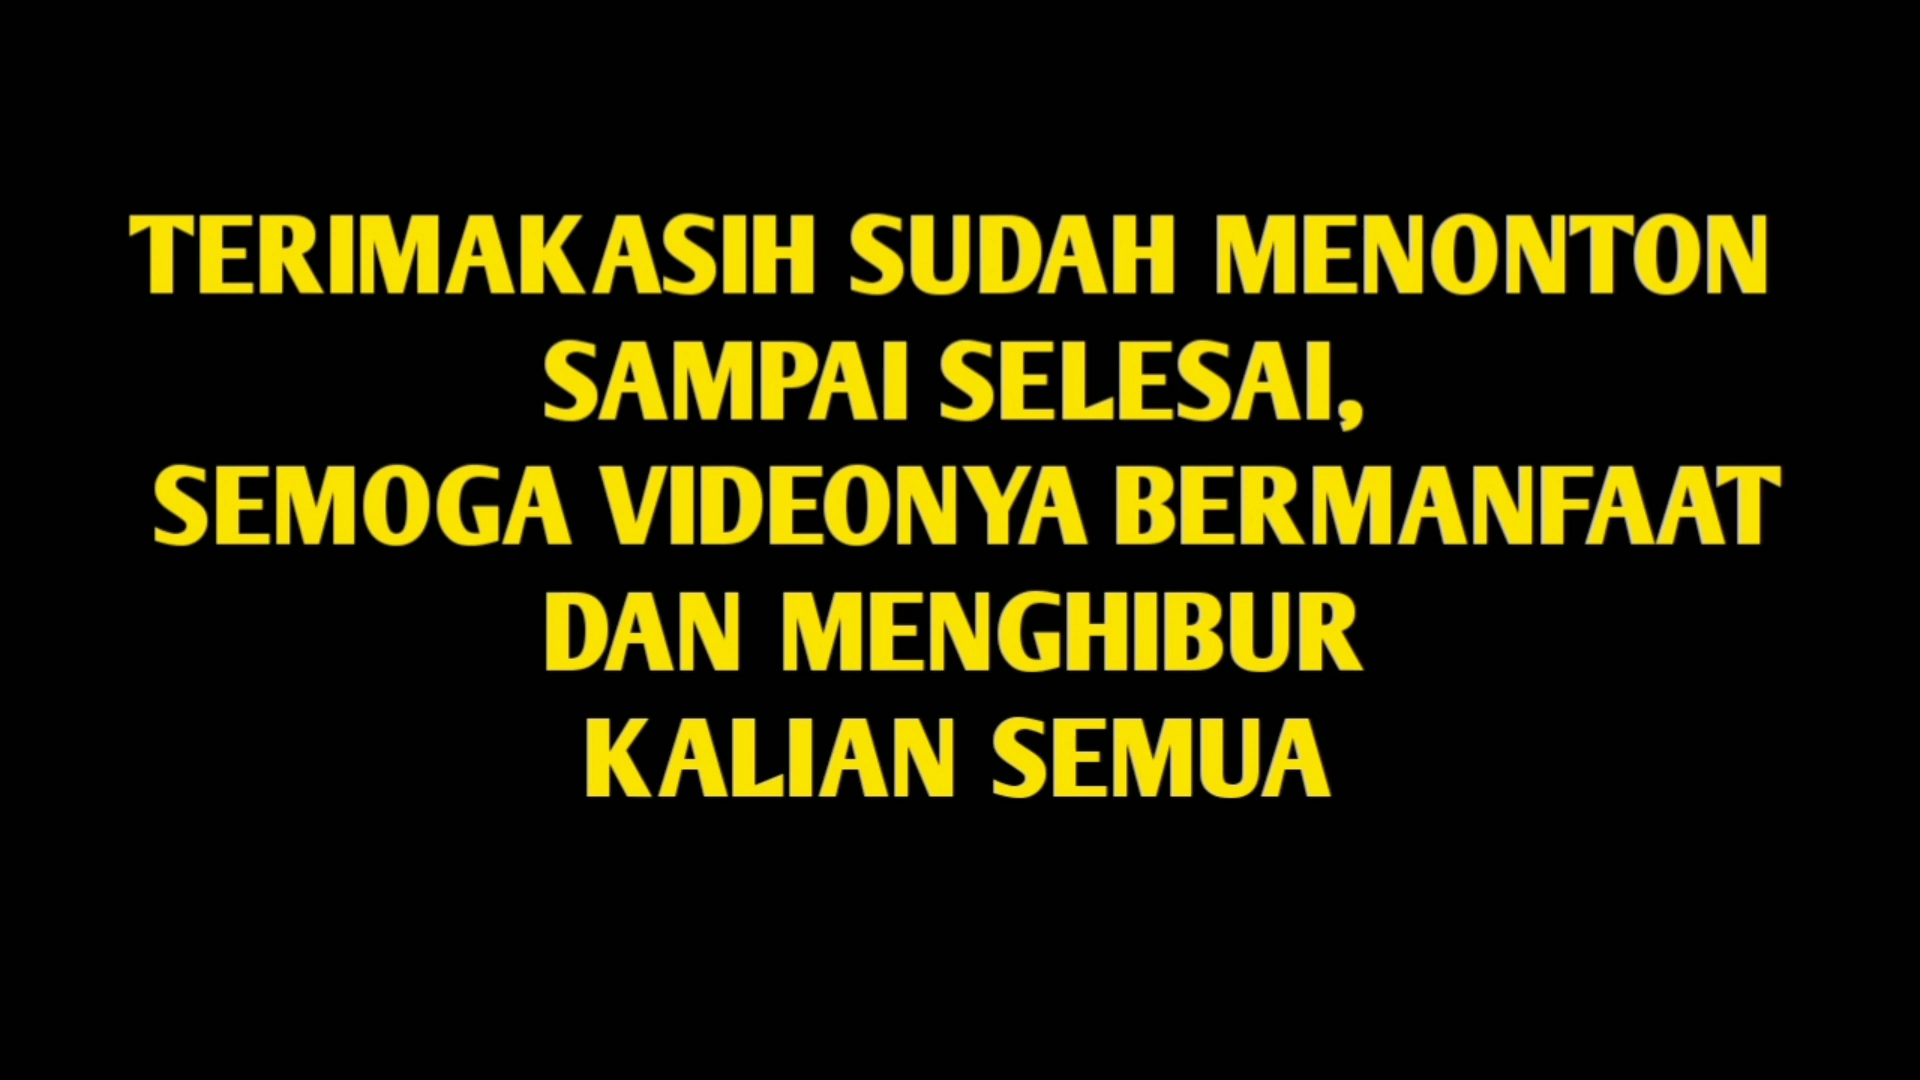 TERIMAKASIH SUDAH MENONTON
SAMPAI SELESAI,
SEMOGA VIDEONYA BERMANFAAT
DAN MENGHIBUR
KALIAN SEMUA